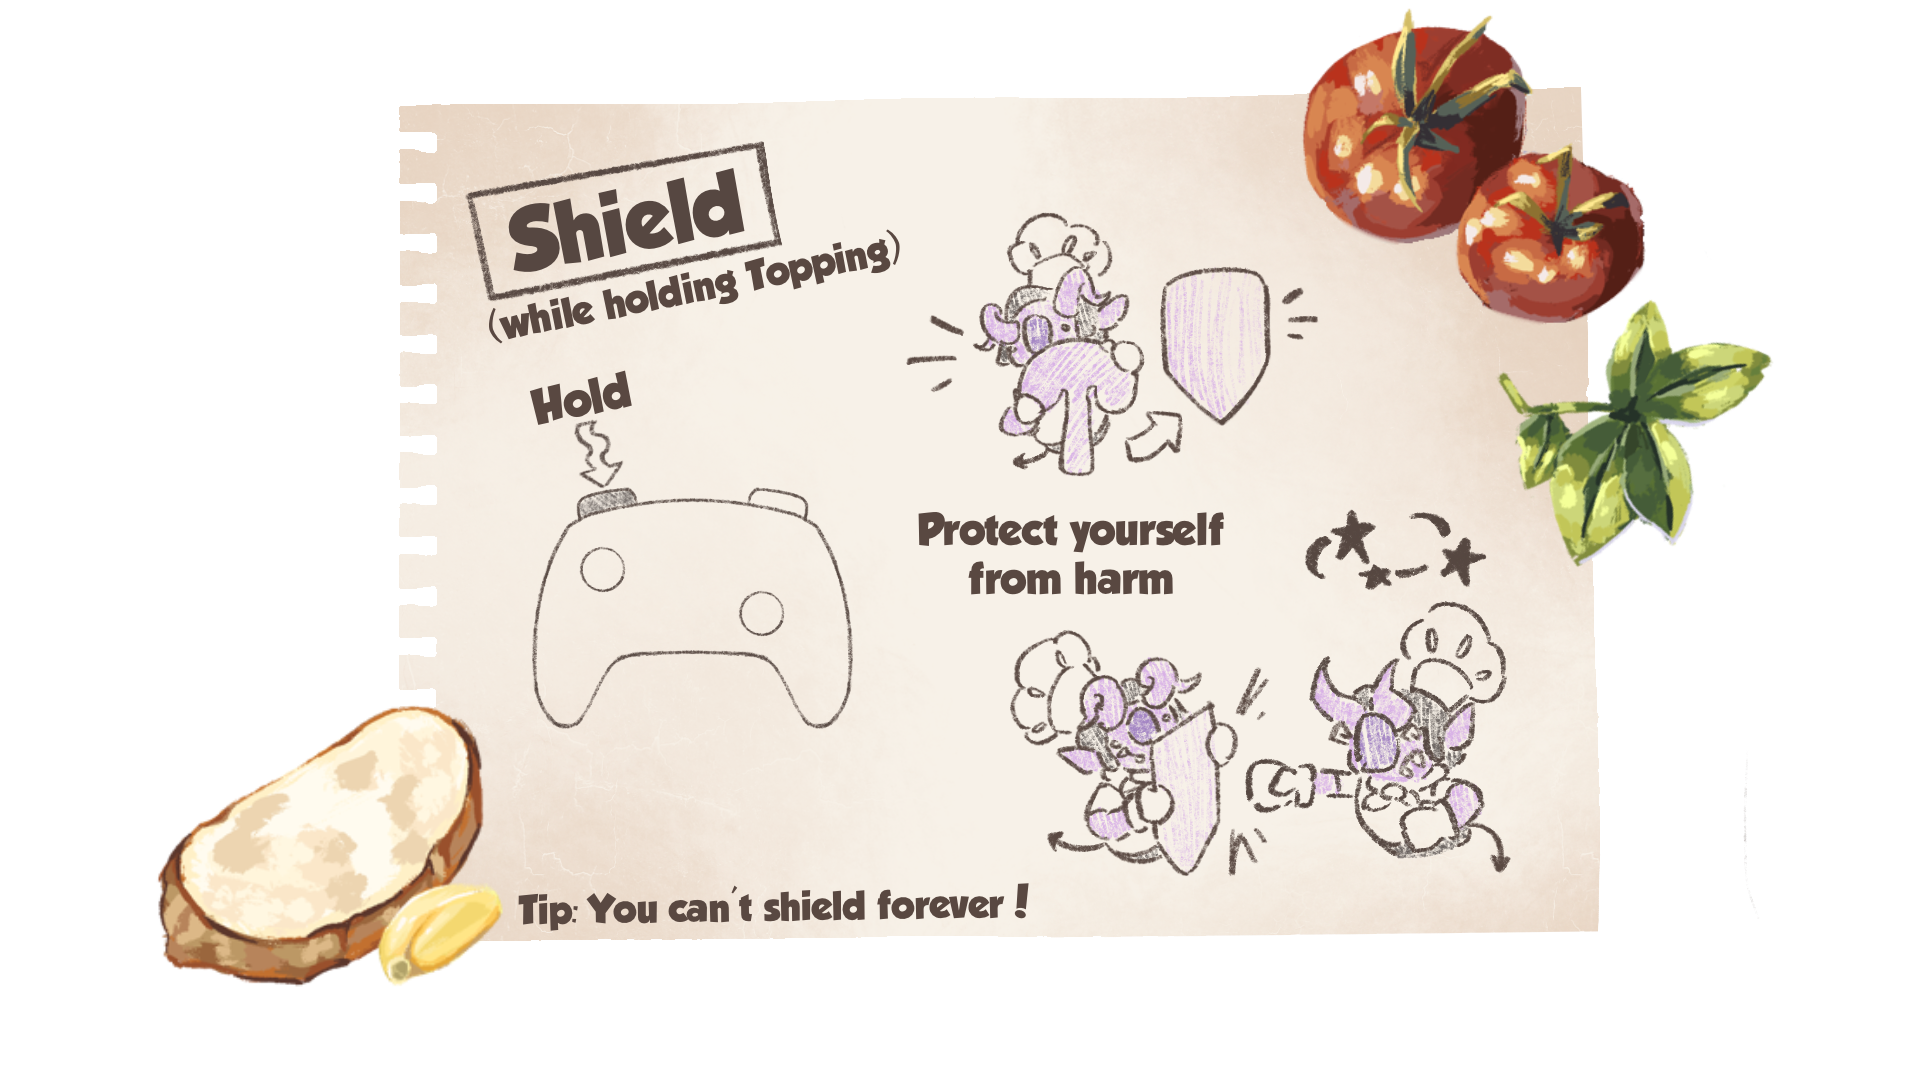 Shield
(while holding Topping)
Hold
Protect yourself
from harm
Tip: You can't shield forever!